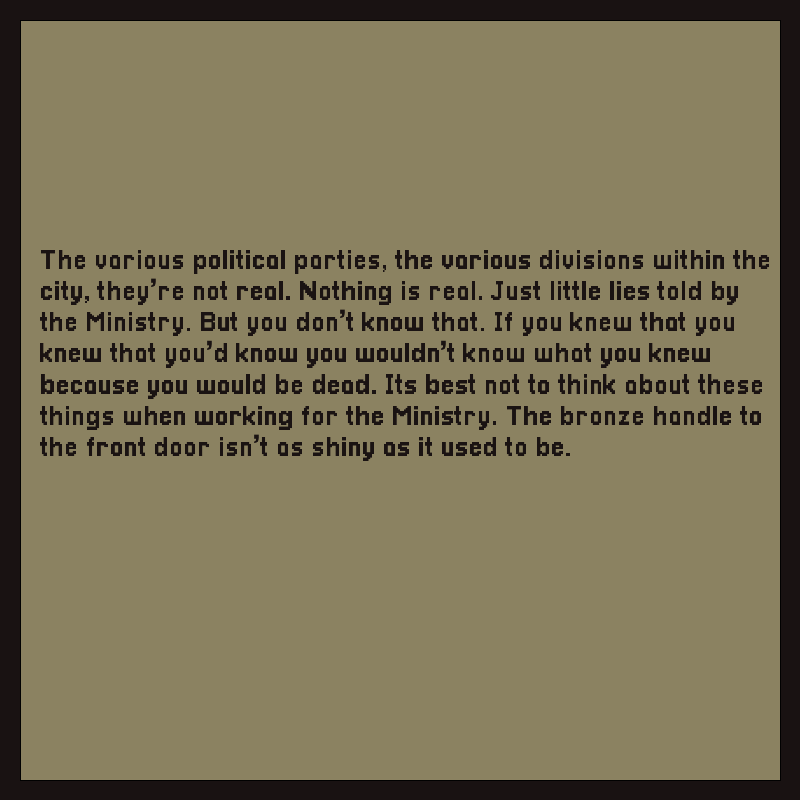 The various political parties, the various divisions within the
city, they're not real. Nothing is real. Just little lies told by
the Ministry. But you don't know that. If you knew that you
knew that you'd know you wouldn't know what you knew
because you would be dead. Its best not to think about these
things when working for the Ministry. The bronze handle to
the front door isn't as shiny as it used to be.